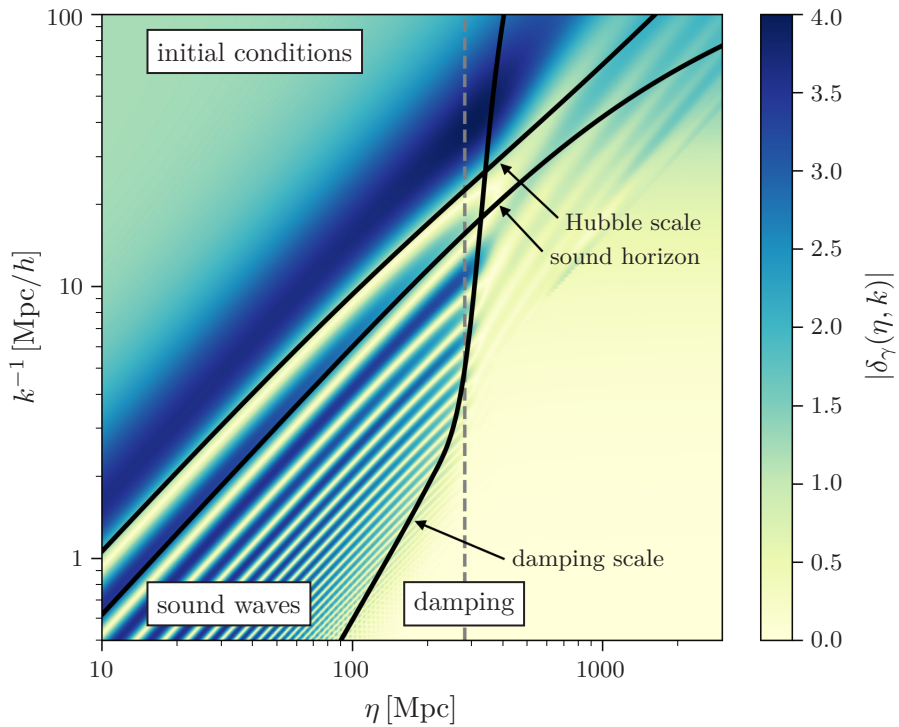 100
10
1
k⁻¹ [Mpc/h]
initial conditions
Hubble scale
sound horizon
damping scale
sound waves
damping
10
100
1000
η [Mpc]
4.0
3.5
3.0
2.5
2.0
1.5
1.0
0.5
0.0
|δγ(η, k)|